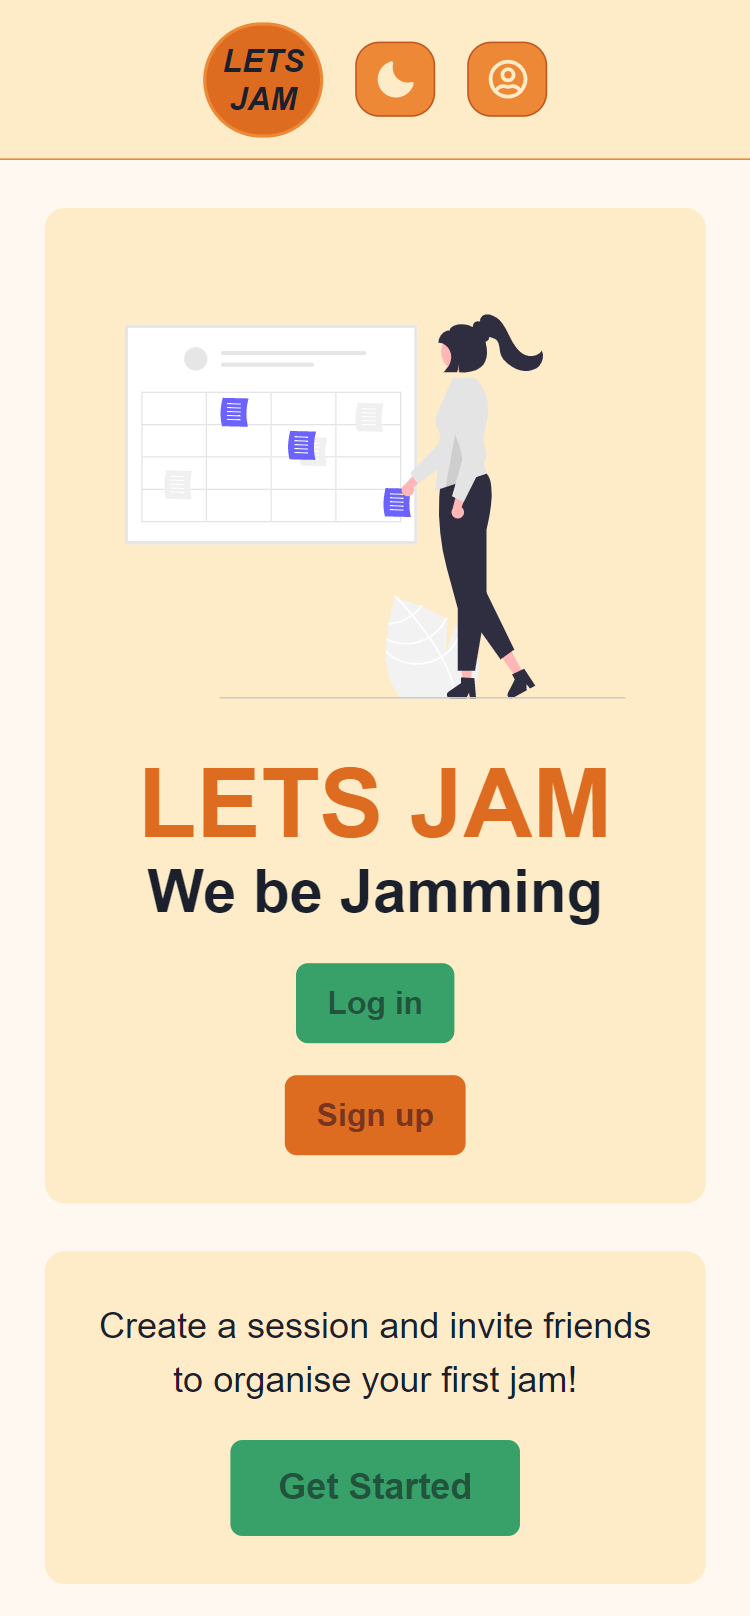 LETS
JAM
LETS JAM
We be Jamming
Log in
Sign up
Create a session and invite friends
to organise your first jam!
Get Started